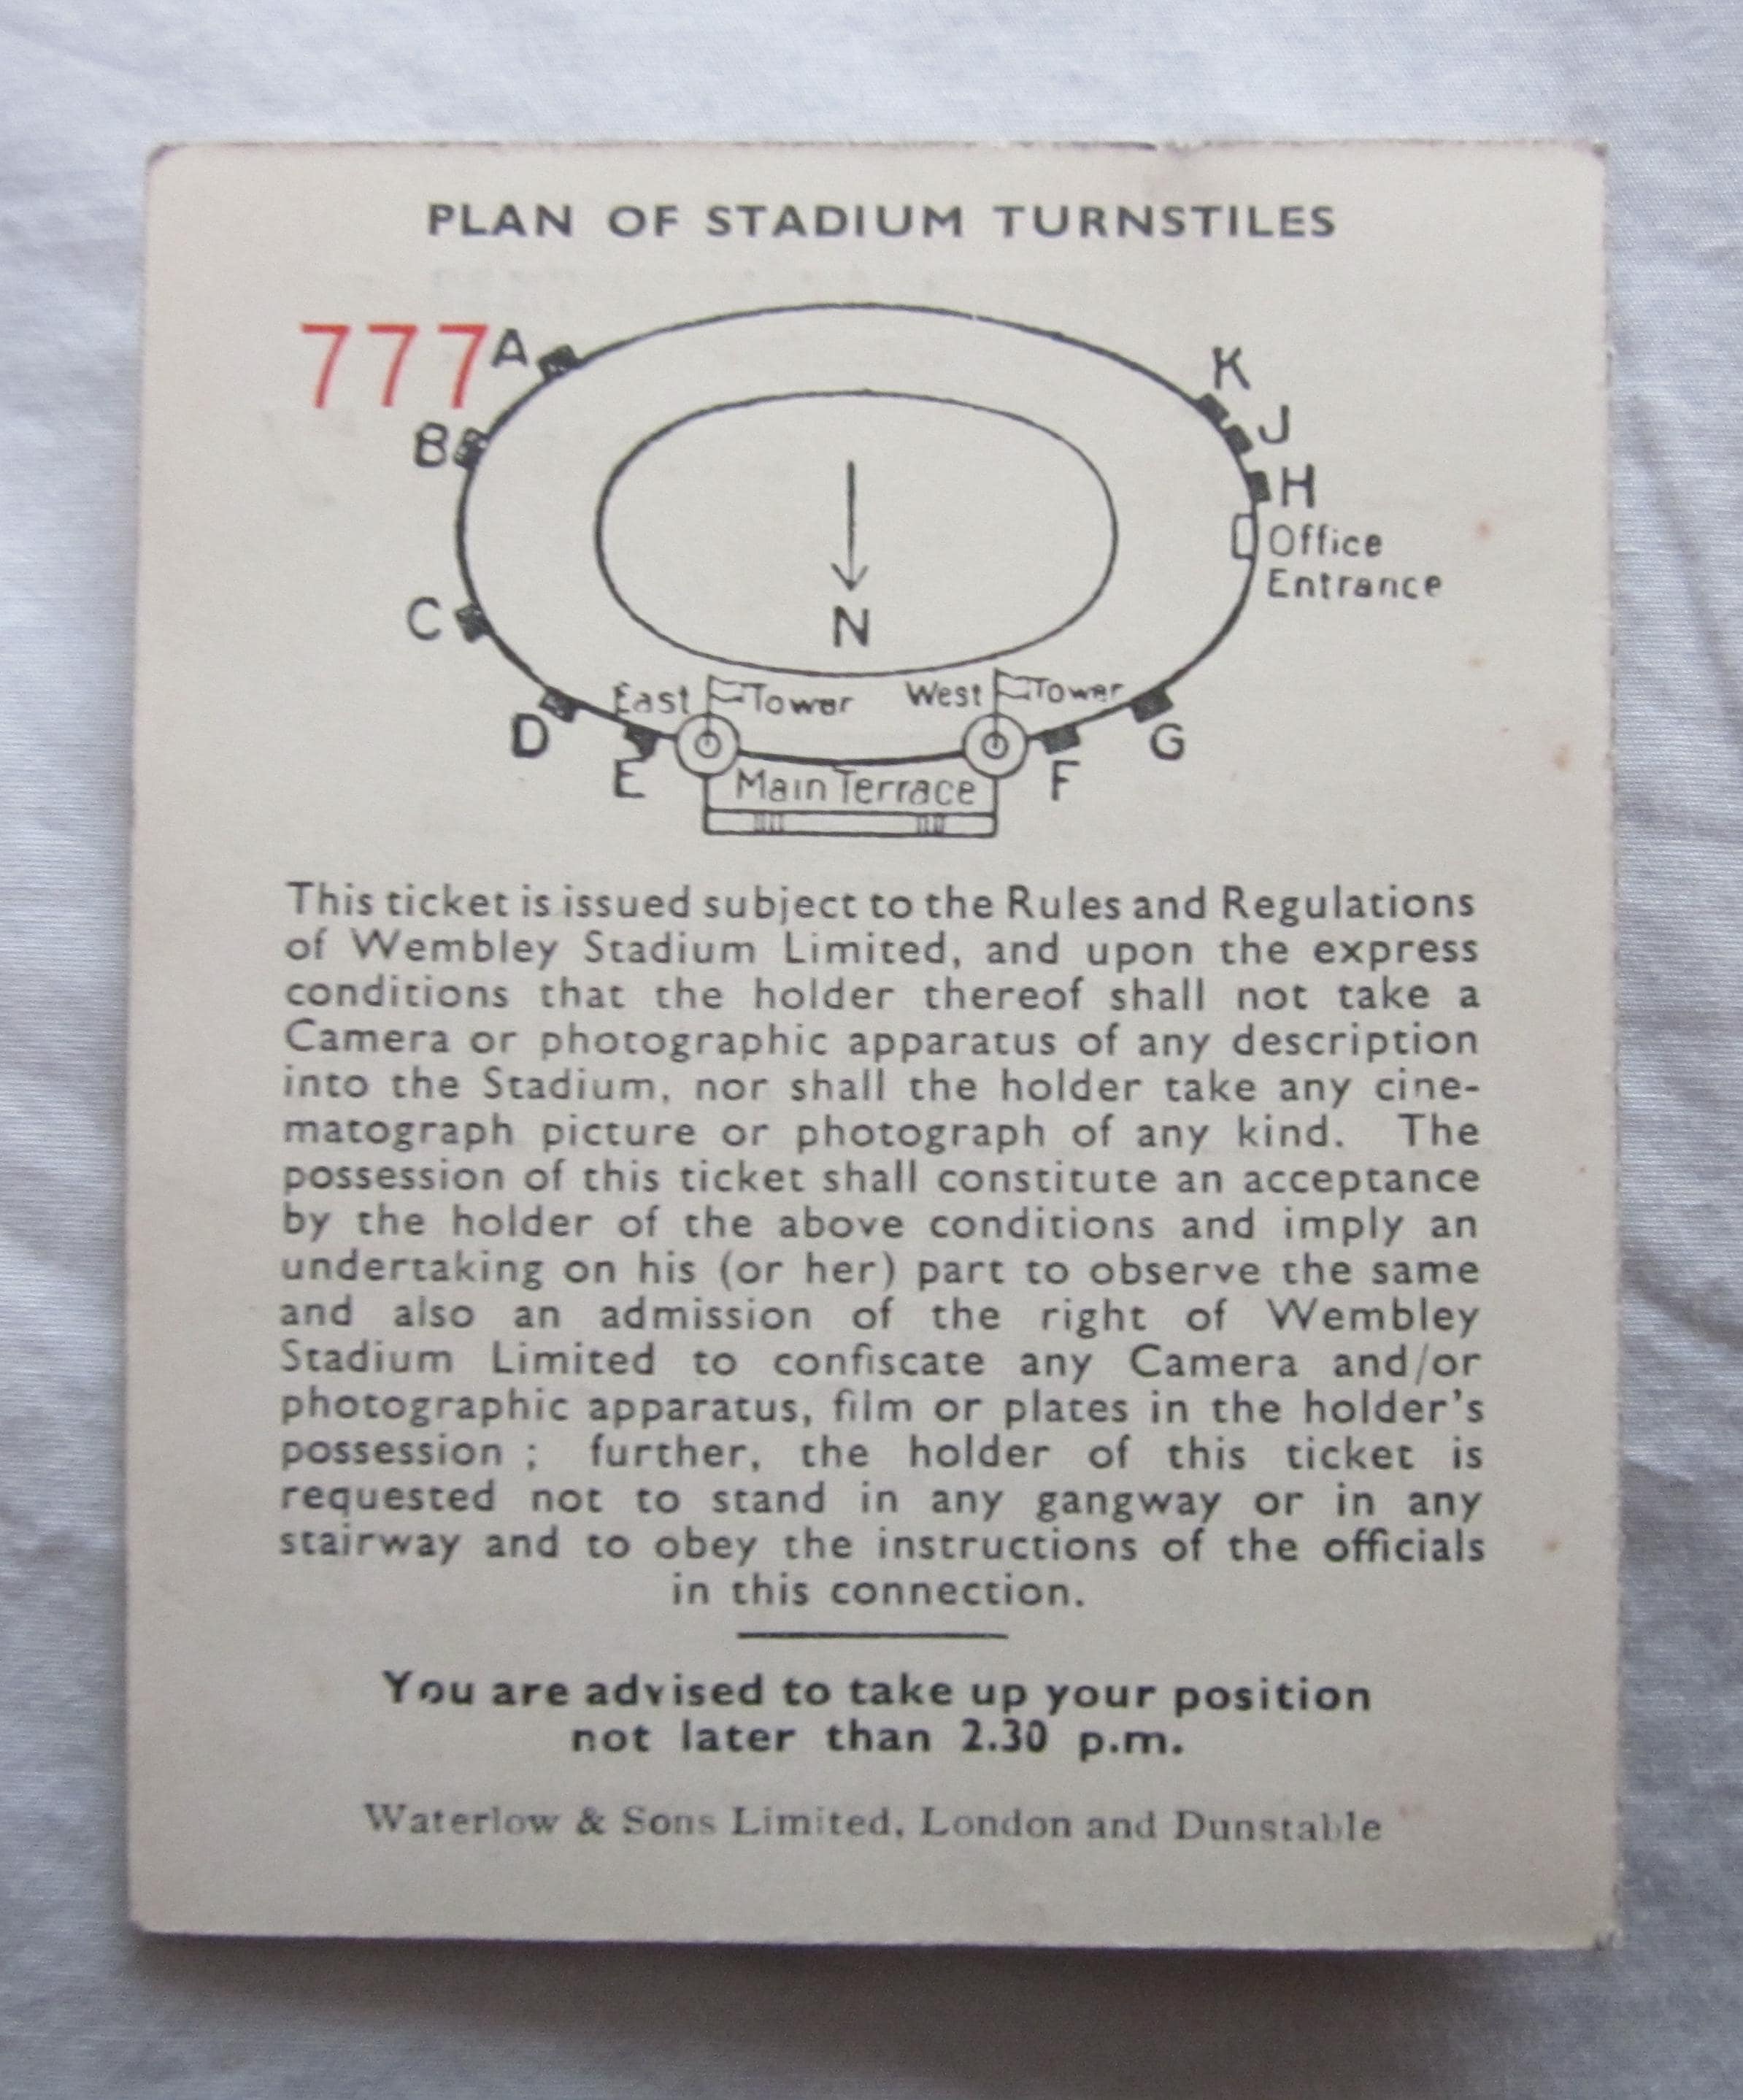 PLAN OF STADIUM TURNSTILES
777
A
K
B
J
H
Office
Entrance
C
N
East Tower West Tower
D
E
Main Terrace
F
G
This ticket is issued subject to the Rules and Regulations
of Wembley Stadium Limited, and upon the express
conditions that the holder thereof shall not take a
Camera or photographic apparatus of any description
into the Stadium, nor shall the holder take any cine-
matograph picture or photograph of any kind. The
possession of this ticket shall constitute an acceptance
by the holder of the above conditions and imply an
undertaking on his (or her) part to observe the same
and also an admission of the right of Wembley
Stadium Limited to confiscate any Camera and/or
photographic apparatus, film or plates in the holder's
possession ; further, the holder of this ticket is
requested not to stand in any gangway or in any
stairway and to obey the instructions of the officials
in this connection.
You are advised to take up your position
not later than 2.30 p.m.
Waterlow & Sons Limited, London and Dunstable